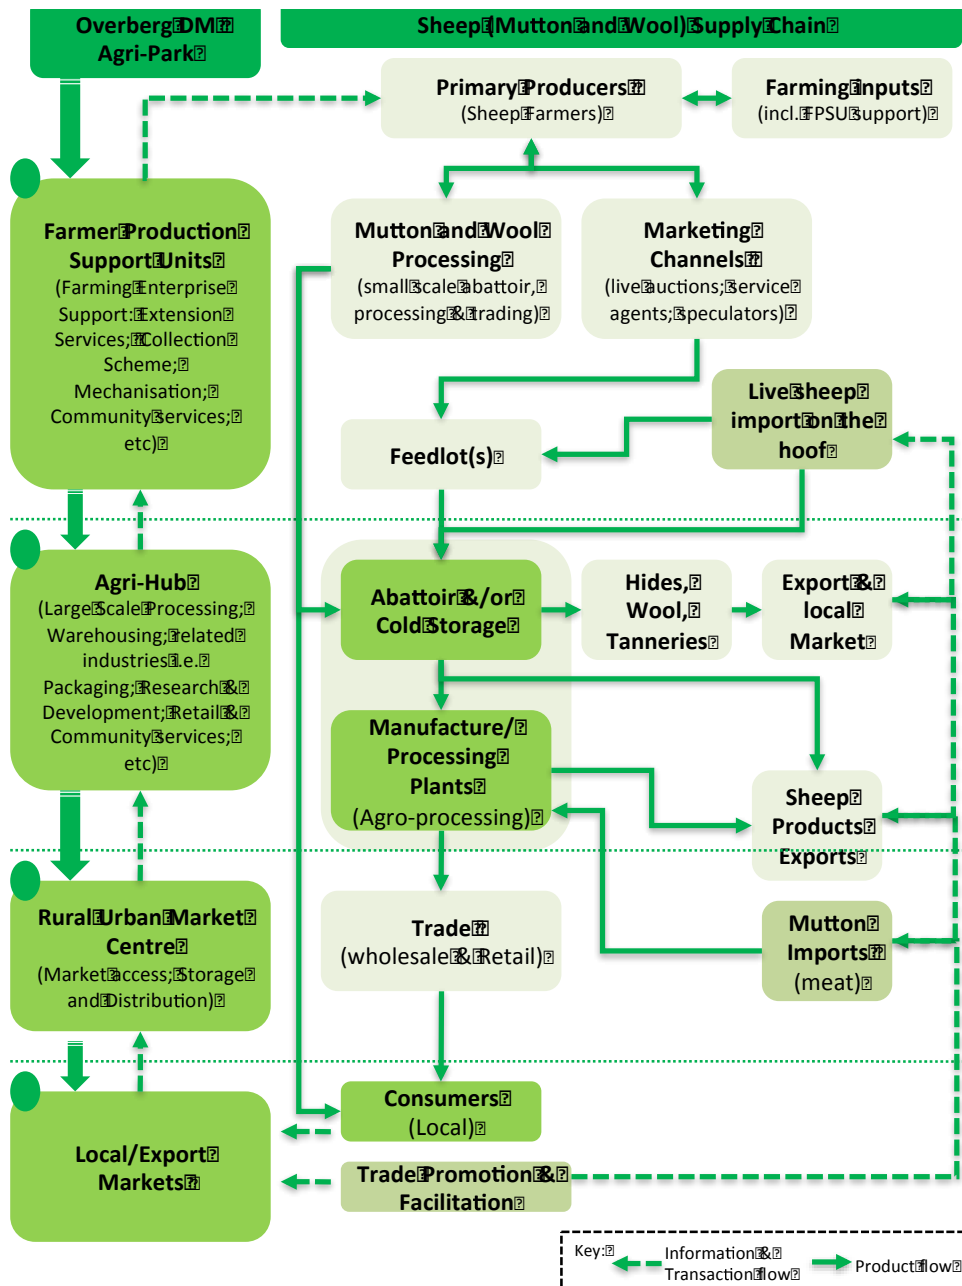 Overberg DM
Agri-Park
Sheep (Mutton and Wool) Supply Chain
Primary Producers
(Sheep Farmers)
Farming inputs
(incl. FPSU support)
Farmer Production
Support Units
(Farming Enterprise
Support: Extension
Services; Collection
Scheme;
Mechanisation;
Community services;
etc)
Mutton and Wool
Processing
(small scale abattoir,
processing & trading)
Marketing
Channels
(live auctions; service
agents; speculators)
Live sheep
import on the
hoof
Feedlot(s)
Agri-Hub
(Large Scale Processing;
Warehousing; related
industries i.e.
Packaging; Research &
Development; Retail &
Community services;
etc)
Abattoir &/or
Cold Storage
Hides,
Wool,
Tanneries
Export &
local
Market
Manufacture/
Processing
Plants
(Agro-processing)
Sheep
Products
Exports
Rural Urban Market
Centre
(Market access; Storage
and Distribution)
Trade
(wholesale & Retail)
Mutton
Imports
(meat)
Consumers
(Local)
Local/Export
Markets
Trade Promotion &
Facilitation
Key:
Information &
Transaction flow
Product flow